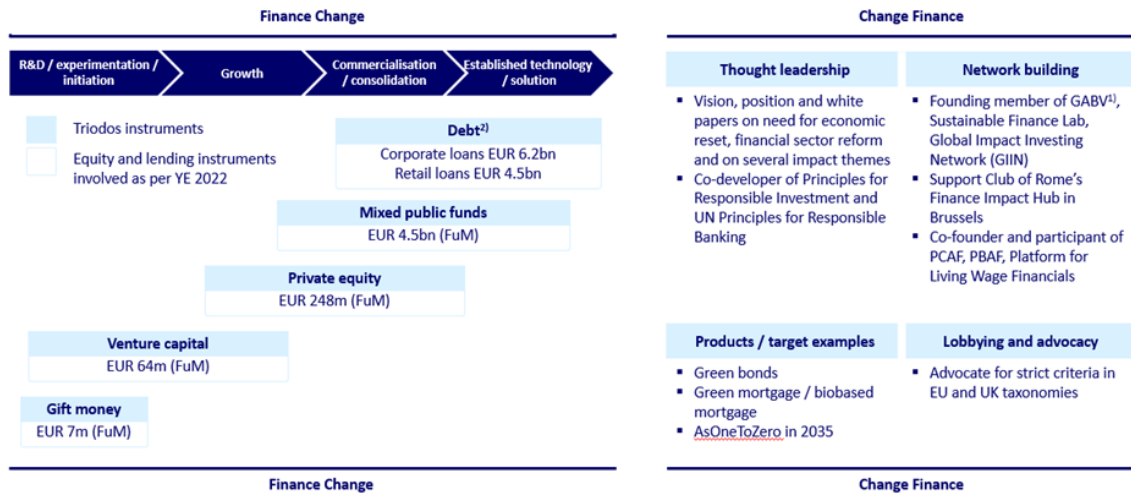 Finance Change
R&D / experimentation /
initiation
Growth
Commercialisation
/ consolidation
Established technology
/ solution
Triodos instruments
Equity and lending instruments
involved as per YE 2022
Debt²⁾
Corporate loans EUR 6.2bn
Retail loans EUR 4.5bn
Mixed public funds
EUR 4.5bn (FuM)
Private equity
EUR 248m (FuM)
Venture capital
EUR 64m (FuM)
Gift money
EUR 7m (FuM)
Finance Change
Change Finance
Thought leadership
▪ Vision, position and white
papers on need for economic
reset, financial sector reform
and on several impact themes
▪ Co-developer of Principles for
Responsible Investment and
UN Principles for Responsible
Banking
Network building
▪ Founding member of GABV¹⁾,
Sustainable Finance Lab,
Global Impact Investing
Network (GIIN)
▪ Support Club of Rome's
Finance Impact Hub in
Brussels
▪ Co-founder and participant of
PCAF, PBAF, Platform for
Living Wage Financials
Products / target examples
▪ Green bonds
▪ Green mortgage / biobased
mortgage
▪ AsOneToZero in 2035
Lobbying and advocacy
▪ Advocate for strict criteria in
EU and UK taxonomies
Change Finance